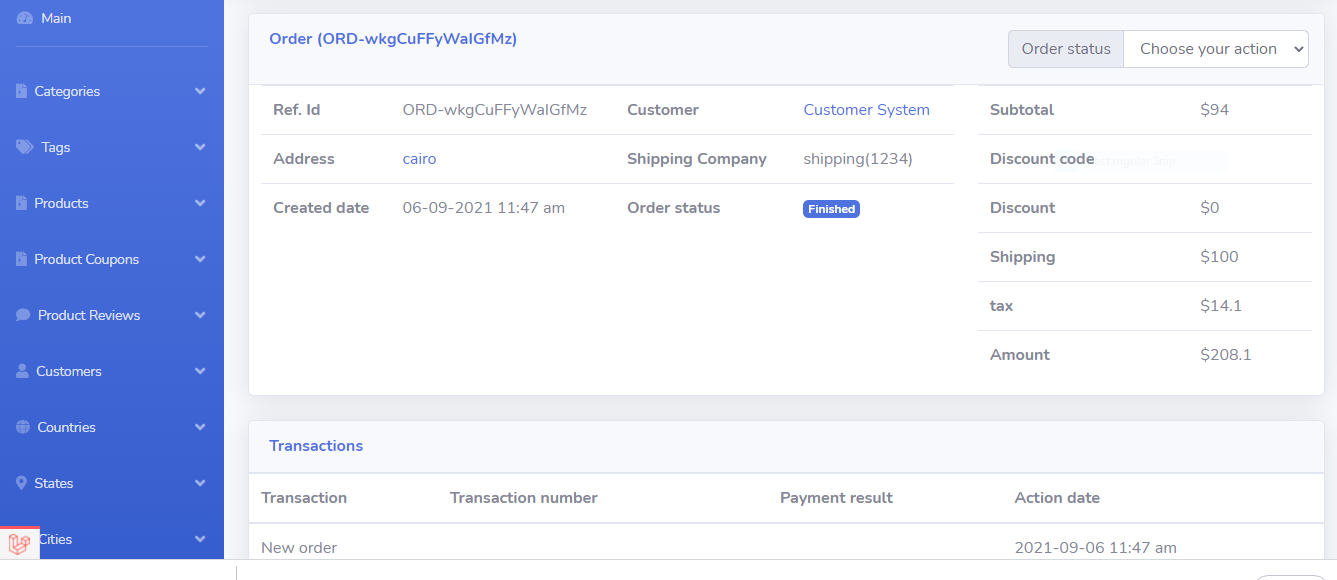 Main
Categories
Tags
Products
Product Coupons
Product Reviews
Customers
Countries
States
Cities
Order (ORD-wkgCuFFyWaIGfMz)
Order status Choose your action
Ref. Id ORD-wkgCuFFyWaIGfMz Customer Customer System
Address cairo Shipping Company shipping(1234)
Created date 06-09-2021 11:47 am Order status Finished
Subtotal $94
Discount code
Discount $0
Shipping $100
tax $14.1
Amount $208.1
Transactions
Transaction Transaction number Payment result Action date
New order 2021-09-06 11:47 am